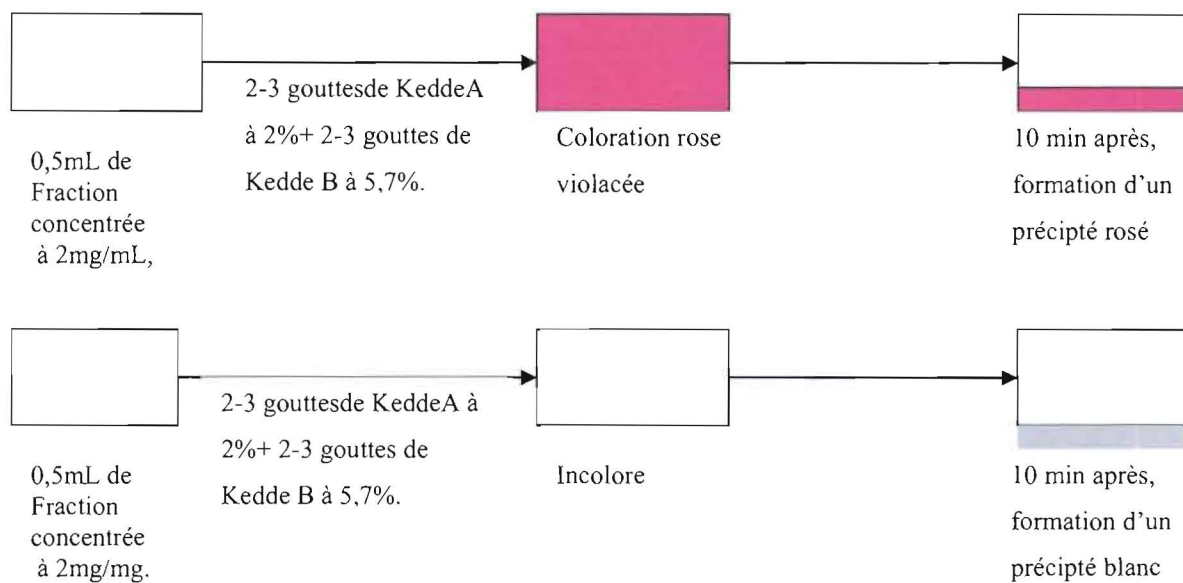 2-3 gouttesde KeddeA
à 2%+ 2-3 gouttes de
Kedde B à 5,7%.
0,5mL de
Fraction
concentrée
à 2mg/mL,
Coloration rose
violacée
10 min après,
formation d'un
précipté rosé
2-3 gouttesde KeddeA à
2%+ 2-3 gouttes de
Kedde B à 5,7%.
0,5mL de
Fraction
concentrée
à 2mg/mg.
Incolore
10 min après,
formation d'un
précipté blanc